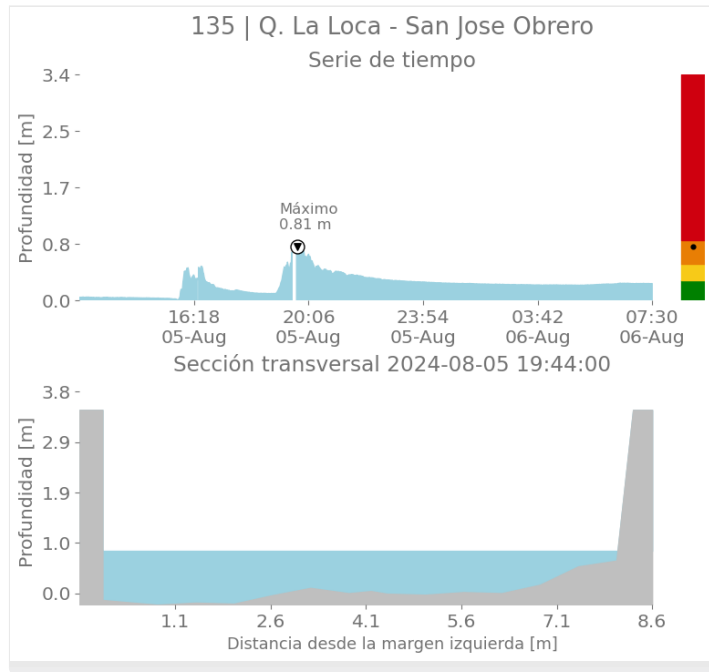 135 | Q. La Loca - San Jose Obrero
Serie de tiempo
Profundidad [m]
3.4
2.5
1.7
0.8
0.0
Máximo
0.81 m
16:18 20:06 23:54 03:42 07:30
05-Aug 05-Aug 05-Aug 06-Aug 06-Aug
Sección transversal 2024-08-05 19:44:00
Profundidad [m]
3.8
2.9
1.9
1.0
0.0
1.1 2.6 4.1 5.6 7.1 8.6
Distancia desde la margen izquierda [m]